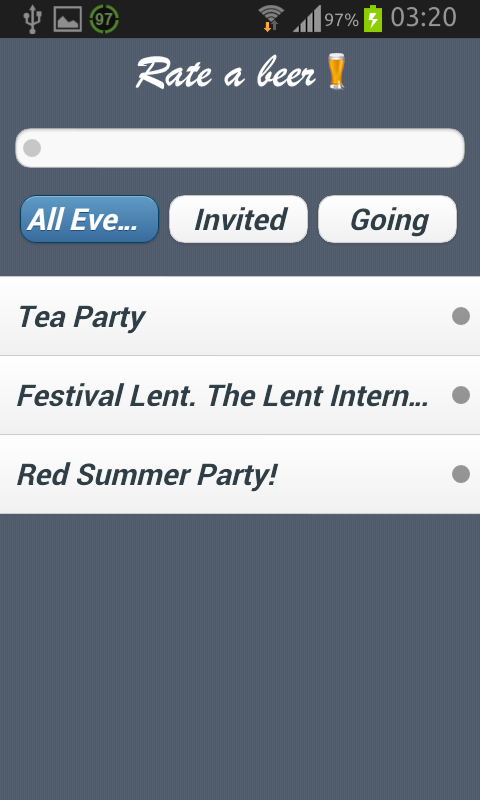 97 97% 03:20
Rate a beer
All Eve... Invited Going
Tea Party
Festival Lent. The Lent Intern...
Red Summer Party!